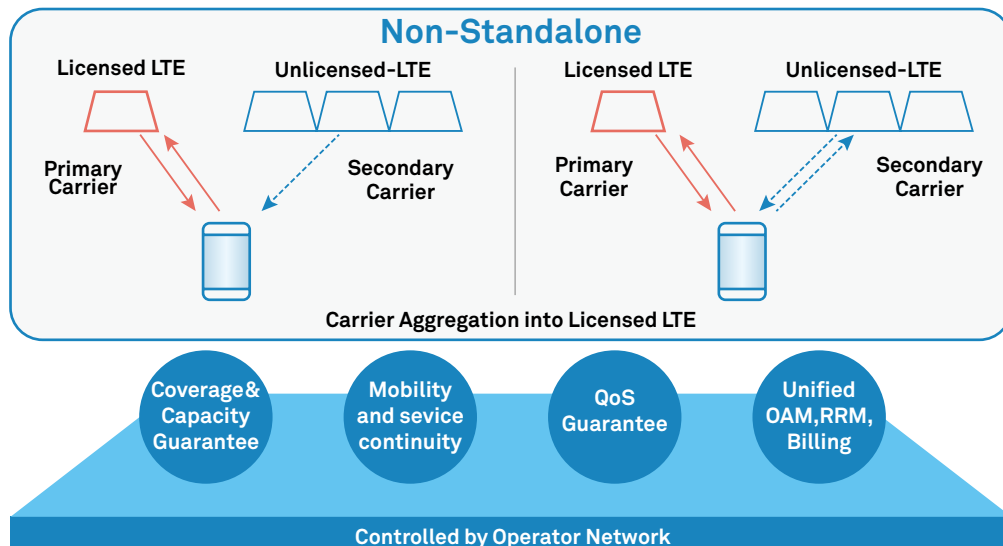 Non-Standalone
Licensed LTE
Unlicensed-LTE
Primary
Carrier
Secondary
Carrier
Licensed LTE
Unlicensed-LTE
Primary
Carrier
Secondary
Carrier
Carrier Aggregation into Licensed LTE
Coverage&
Capacity
Guarantee
Mobility
and sevice
continuity
QoS
Guarantee
Unified
OAM,RRM,
Billing
Controlled by Operator Network